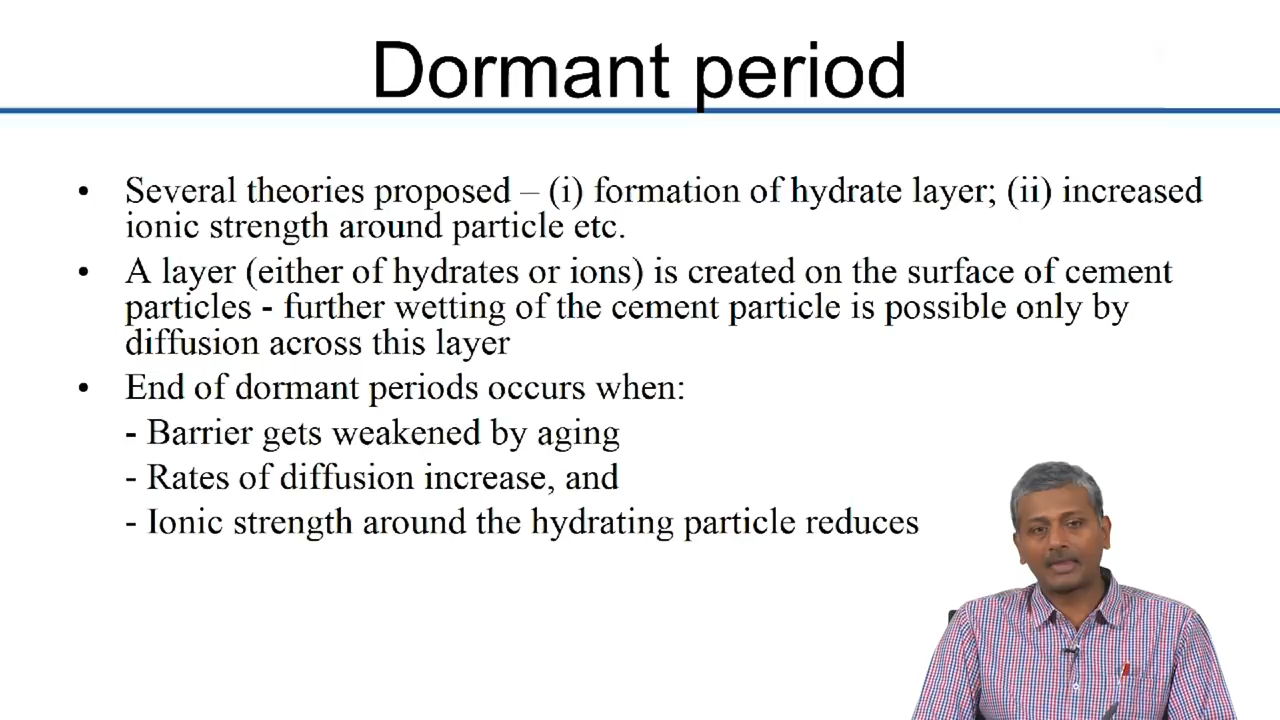 Dormant period
• Several theories proposed – (i) formation of hydrate layer; (ii) increased
ionic strength around particle etc.
• A layer (either of hydrates or ions) is created on the surface of cement
particles - further wetting of the cement particle is possible only by
diffusion across this layer
• End of dormant periods occurs when:
- Barrier gets weakened by aging
- Rates of diffusion increase, and
- Ionic strength around the hydrating particle reduces